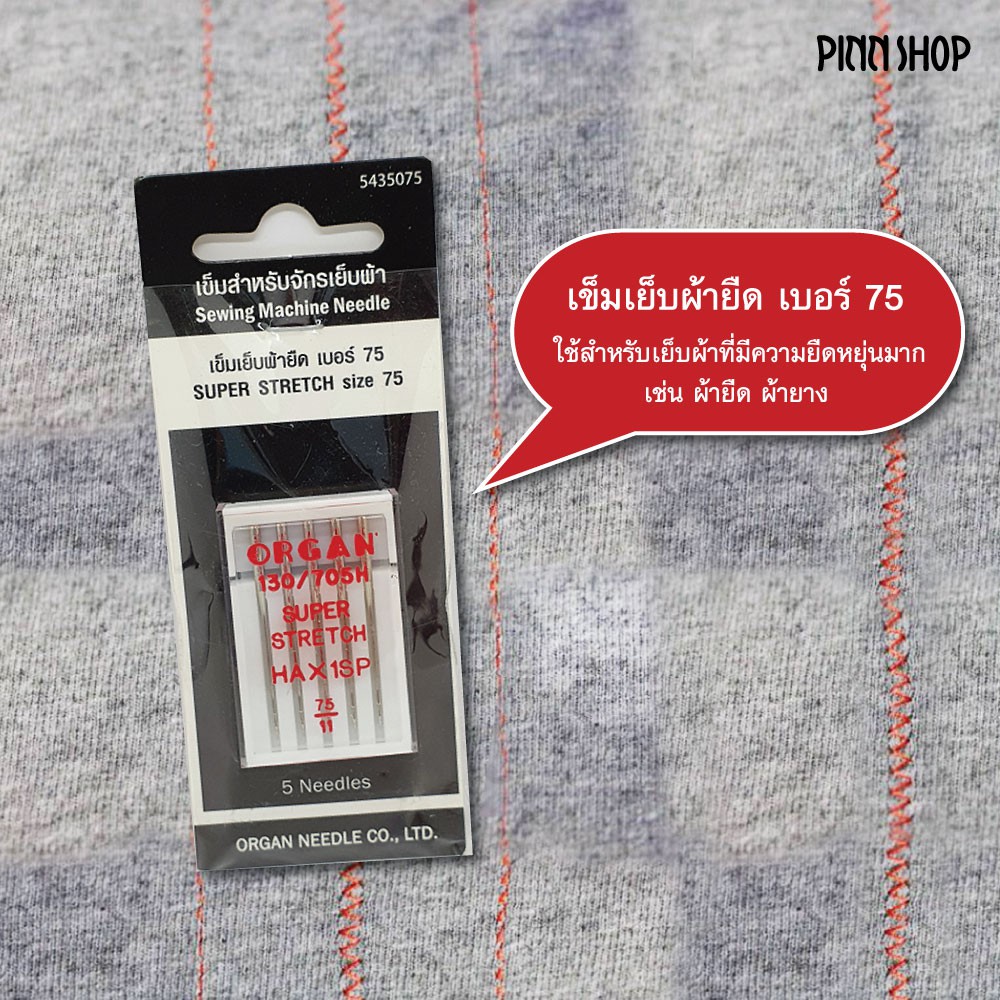 PINN SHOP
5435075
เข็มสำหรับจักรเย็บผ้า
Sewing Machine Needle
เข็มเย็บผ้ายืด เบอร์ 75
SUPER STRETCH size 75
ORGAN
130/705H
SUPER
STRETCH
HAX1SP
75
11
5 Needles
ORGAN NEEDLE CO., LTD.
เข็มเย็บผ้ายืด เบอร์ 75
ใช้สำหรับเย็บผ้าที่มีความยืดหยุ่นมาก
เช่น ผ้ายืด ผ้ายาง